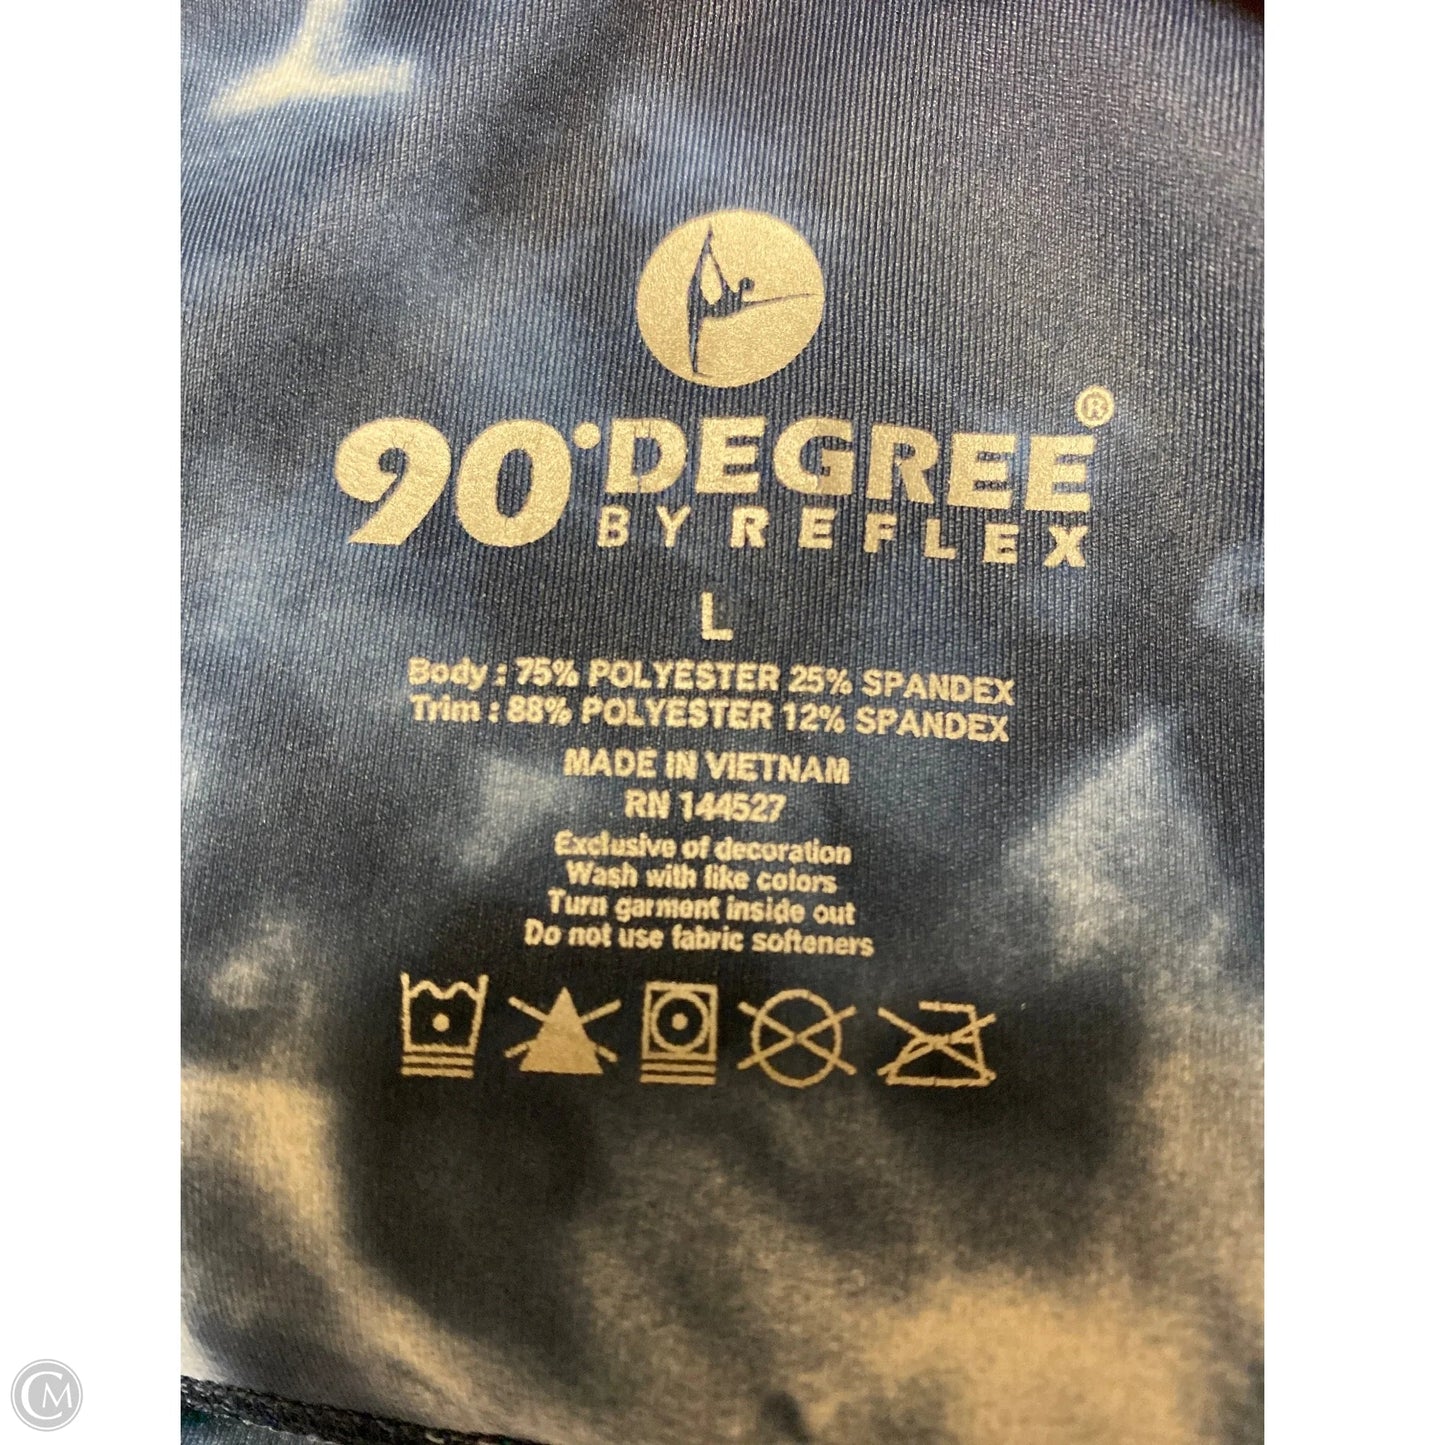 90°DEGREE®
BY REFLEX
L
Body : 75% POLYESTER 25% SPANDEX
Trim : 88% POLYESTER 12% SPANDEX
MADE IN VIETNAM
RN 144527
Exclusive of decoration
Wash with like colors
Turn garment inside out
Do not use fabric softeners
CM